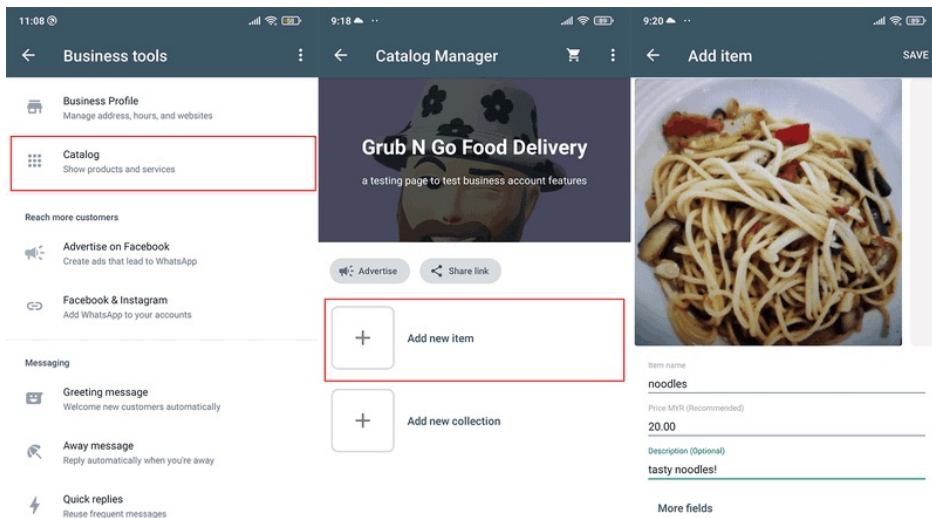 11:08
58
Business tools
Business Profile
Manage address, hours, and websites
Catalog
Show products and services
Reach more customers
Advertise on Facebook
Create ads that lead to WhatsApp
Facebook & Instagram
Add WhatsApp to your accounts
Messaging
Greeting message
Welcome new customers automatically
Away message
Reply automatically when you're away
Quick replies
Reuse frequent messages
9:18
89
Catalog Manager
Grub N Go Food Delivery
a testing page to test business account features
Advertise
Share link
Add new item
Add new collection
9:20
89
Add item
SAVE
Item name
noodles
Price MYR (Recommended)
20.00
Description (Optional)
tasty noodles!
More fields